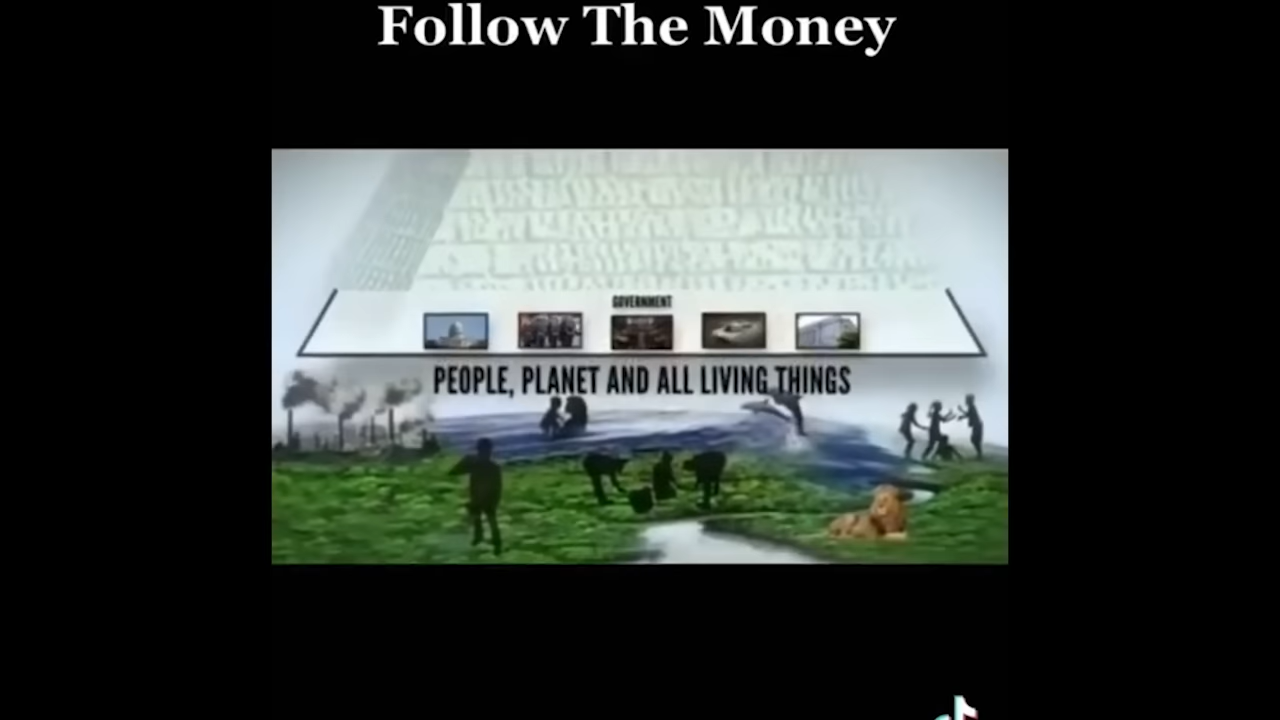 Follow The Money
GOVERNMENT
PEOPLE, PLANET AND ALL LIVING THINGS